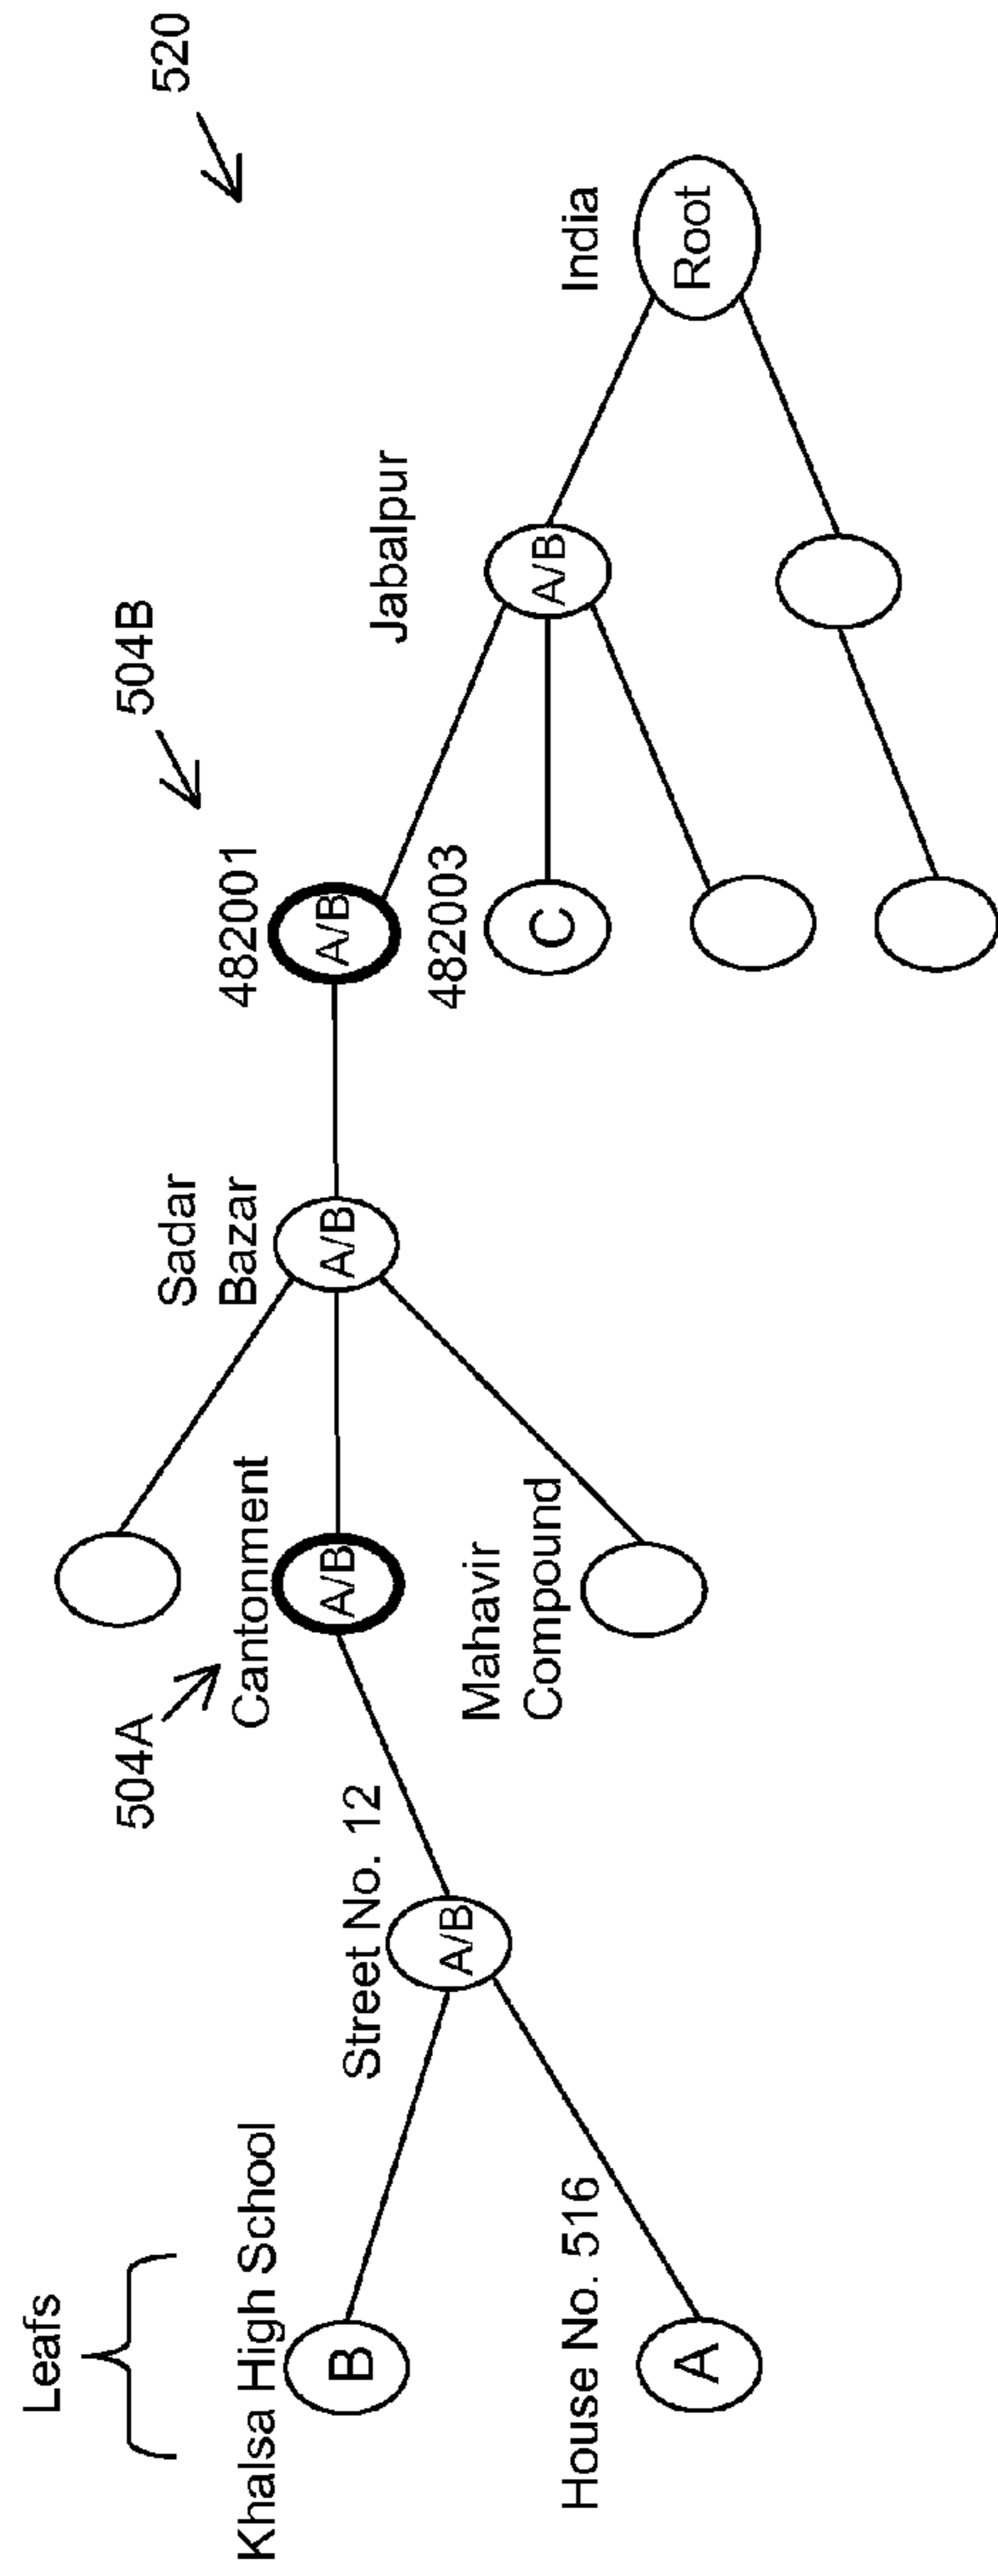 Leafs
Khalsa High School
B
House No. 516
A
Street No. 12
A/B
504A
Cantonment
A/B
Mahavir
Compound
Sadar
Bazar
A/B
504B
482001
A/B
482003
C
Jabalpur
A/B
India
Root
520